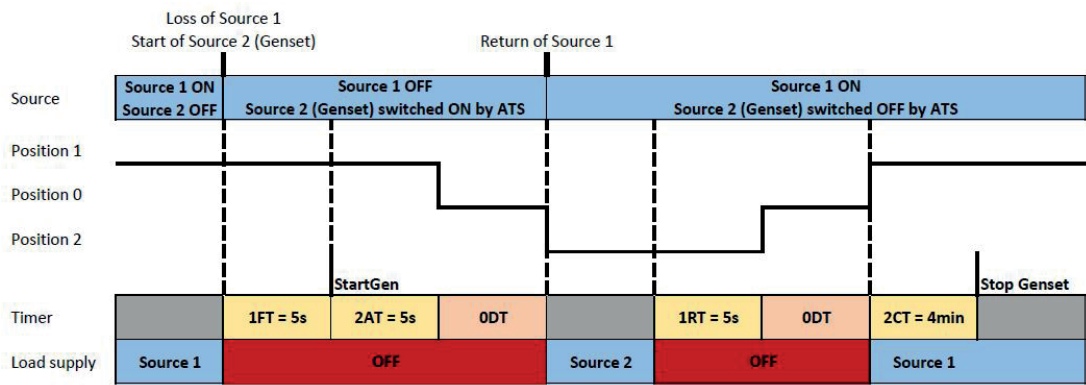 Loss of Source 1
Start of Source 2 (Genset)
Return of Source 1
Source
Source 1 ON
Source 2 OFF
Source 1 OFF
Source 2 (Genset) switched ON by ATS
Source 1 ON
Source 2 (Genset) switched OFF by ATS
Position 1
Position 0
Position 2
StartGen
Stop Genset
Timer
1FT = 5s
2AT = 5s
0DT
1RT = 5s
0DT
2CT = 4min
Load supply
Source 1
OFF
Source 2
OFF
Source 1